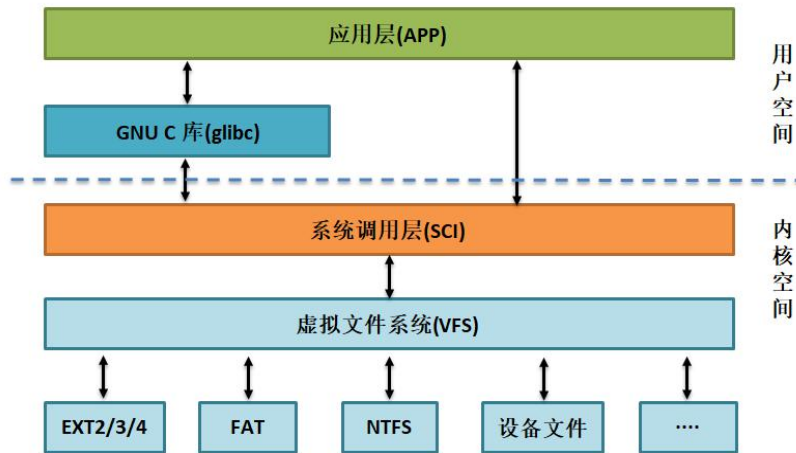 应用层(APP)
用户空间
GNU C 库(glibc)
系统调用层(SCI)
内核空间
虚拟文件系统(VFS)
EXT2/3/4
FAT
NTFS
设备文件
....